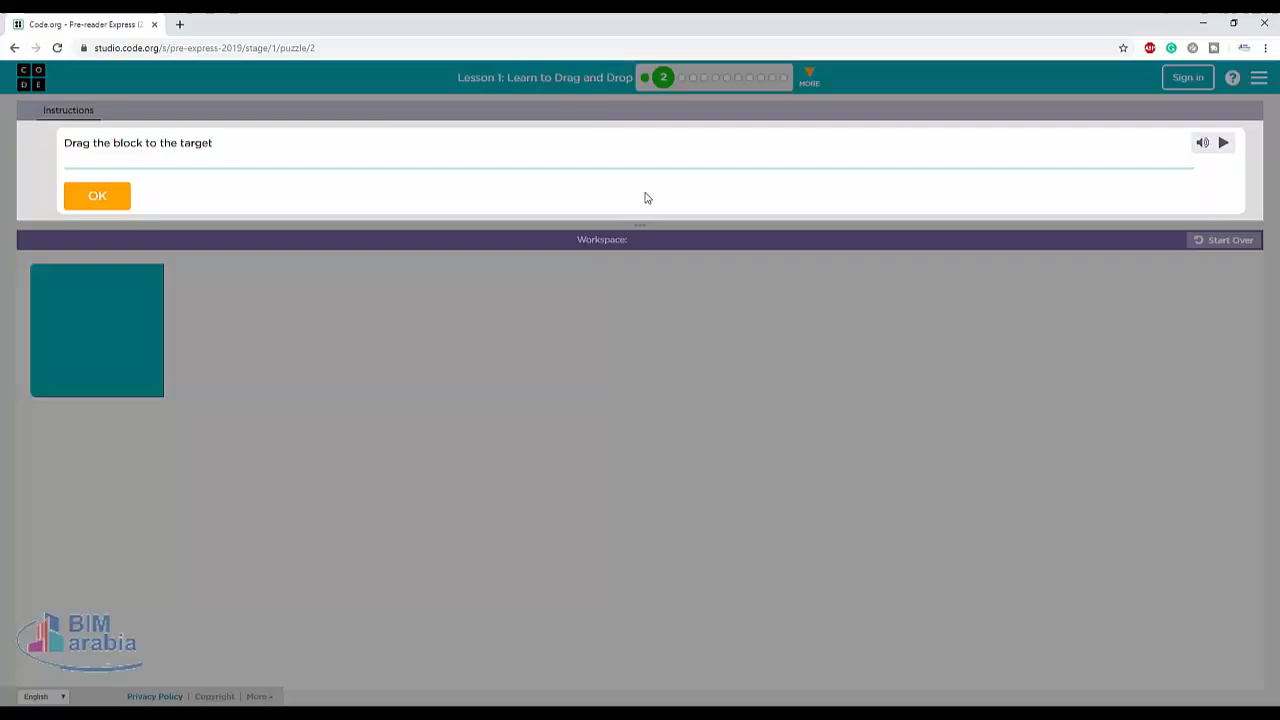 Code.org - Pre-reader Express (2
studio.code.org/s/pre-express-2019/stage/1/puzzle/2
C O
D E
Lesson 1: Learn to Drag and Drop
2
MORE
Sign in
Instructions
Drag the block to the target
OK
Workspace:
Start Over
BIM
arabia
English
Privacy Policy | Copyright | More